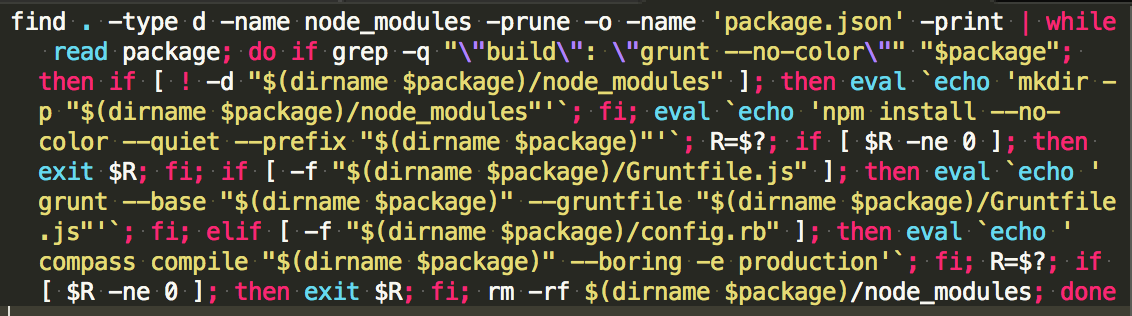 find . -type d -name node_modules -prune -o -name 'package.json' -print | while
read package; do if grep -q "\"build\": \"grunt --no-color\"" "$package";
then if [ ! -d "$(dirname $package)/node_modules" ]; then eval `echo 'mkdir -
p "$(dirname $package)/node_modules"'`; fi; eval `echo 'npm install --no-
color --quiet --prefix "$(dirname $package)"'`; R=$?; if [ $R -ne 0 ]; then
exit $R; fi; if [ -f "$(dirname $package)/Gruntfile.js" ]; then eval `echo '
grunt --base "$(dirname $package)" --gruntfile "$(dirname $package)/Gruntfile
.js"'`; fi; elif [ -f "$(dirname $package)/config.rb" ]; then eval `echo '
compass compile "$(dirname $package)" --boring -e production'`; fi; R=$?; if
[ $R -ne 0 ]; then exit $R; fi; rm -rf $(dirname $package)/node_modules; done